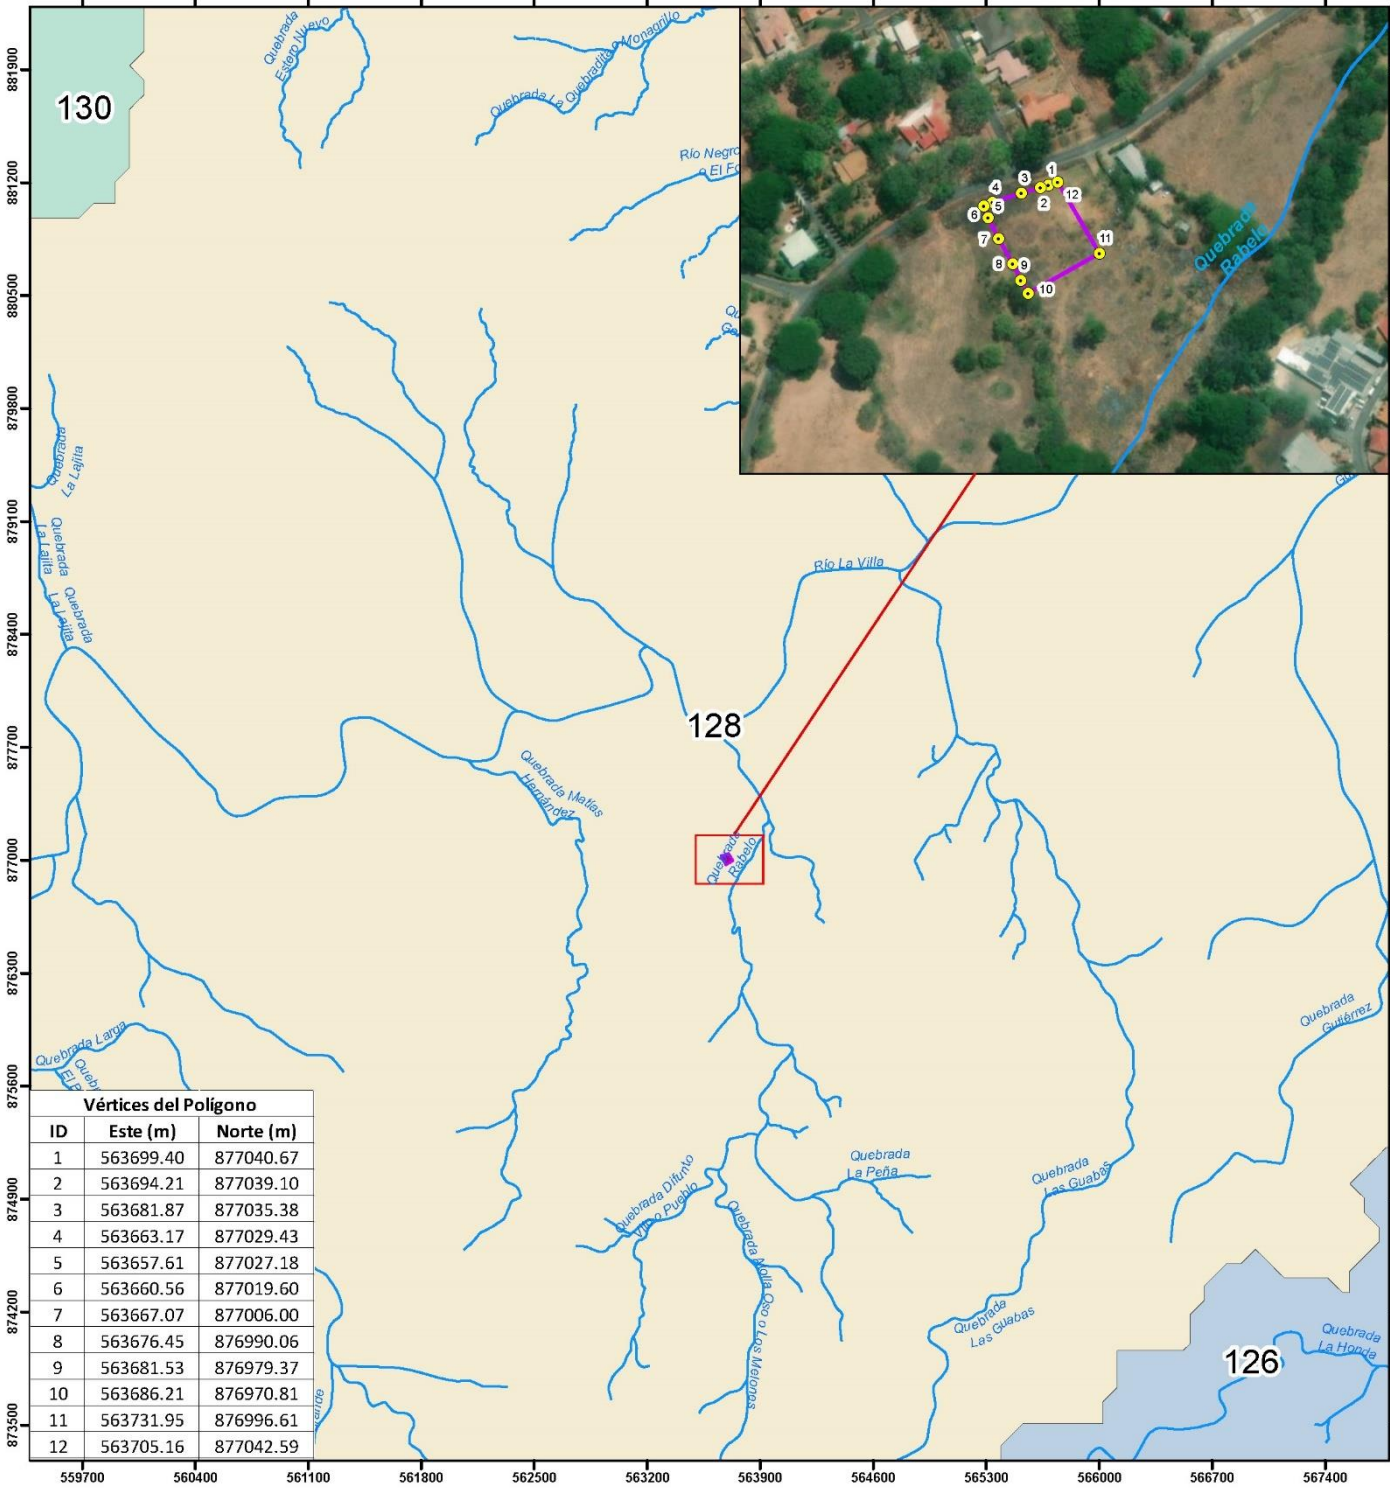 130
Quebrada
Estero Nuevo
Quebrada La Quebradita o Monagrillo
Río Negro
o El Fo
Qu
Ga
1
2
3
4
5
6
7
8
9
10
11
12
Quebrada
Rabelo
Quebrada
La Lajita
Quebrada
La Lajita
Quebrada
La Lajita
Río La Villa
128
Quebrada Matías
Hernández
Quebrada
Rabelo
Quebrada
Gutiérrez
Quebrada Larga
Quebr
Quebrada Difunto
Quebrada
La Peña
Quebrada
Las Guabas
Quebrada
Las Guabas
126
Quebrada
La Honda
Vértices del Polígono
ID Este (m) Norte (m)
1 563699.40 877040.67
2 563694.21 877039.10
3 563681.87 877035.38
4 563663.17 877029.43
5 563657.61 877027.18
6 563660.56 877019.60
7 563667.07 877006.00
8 563676.45 876990.06
9 563681.53 876979.37
10 563686.21 876970.81
11 563731.95 876996.61
12 563705.16 877042.59
881900
881200
880500
879800
879100
878400
877700
877000
876300
875600
874900
874200
873500
559700 560400 561100 561800 562500 563200 563900 564600 565300 566000 566700 567400